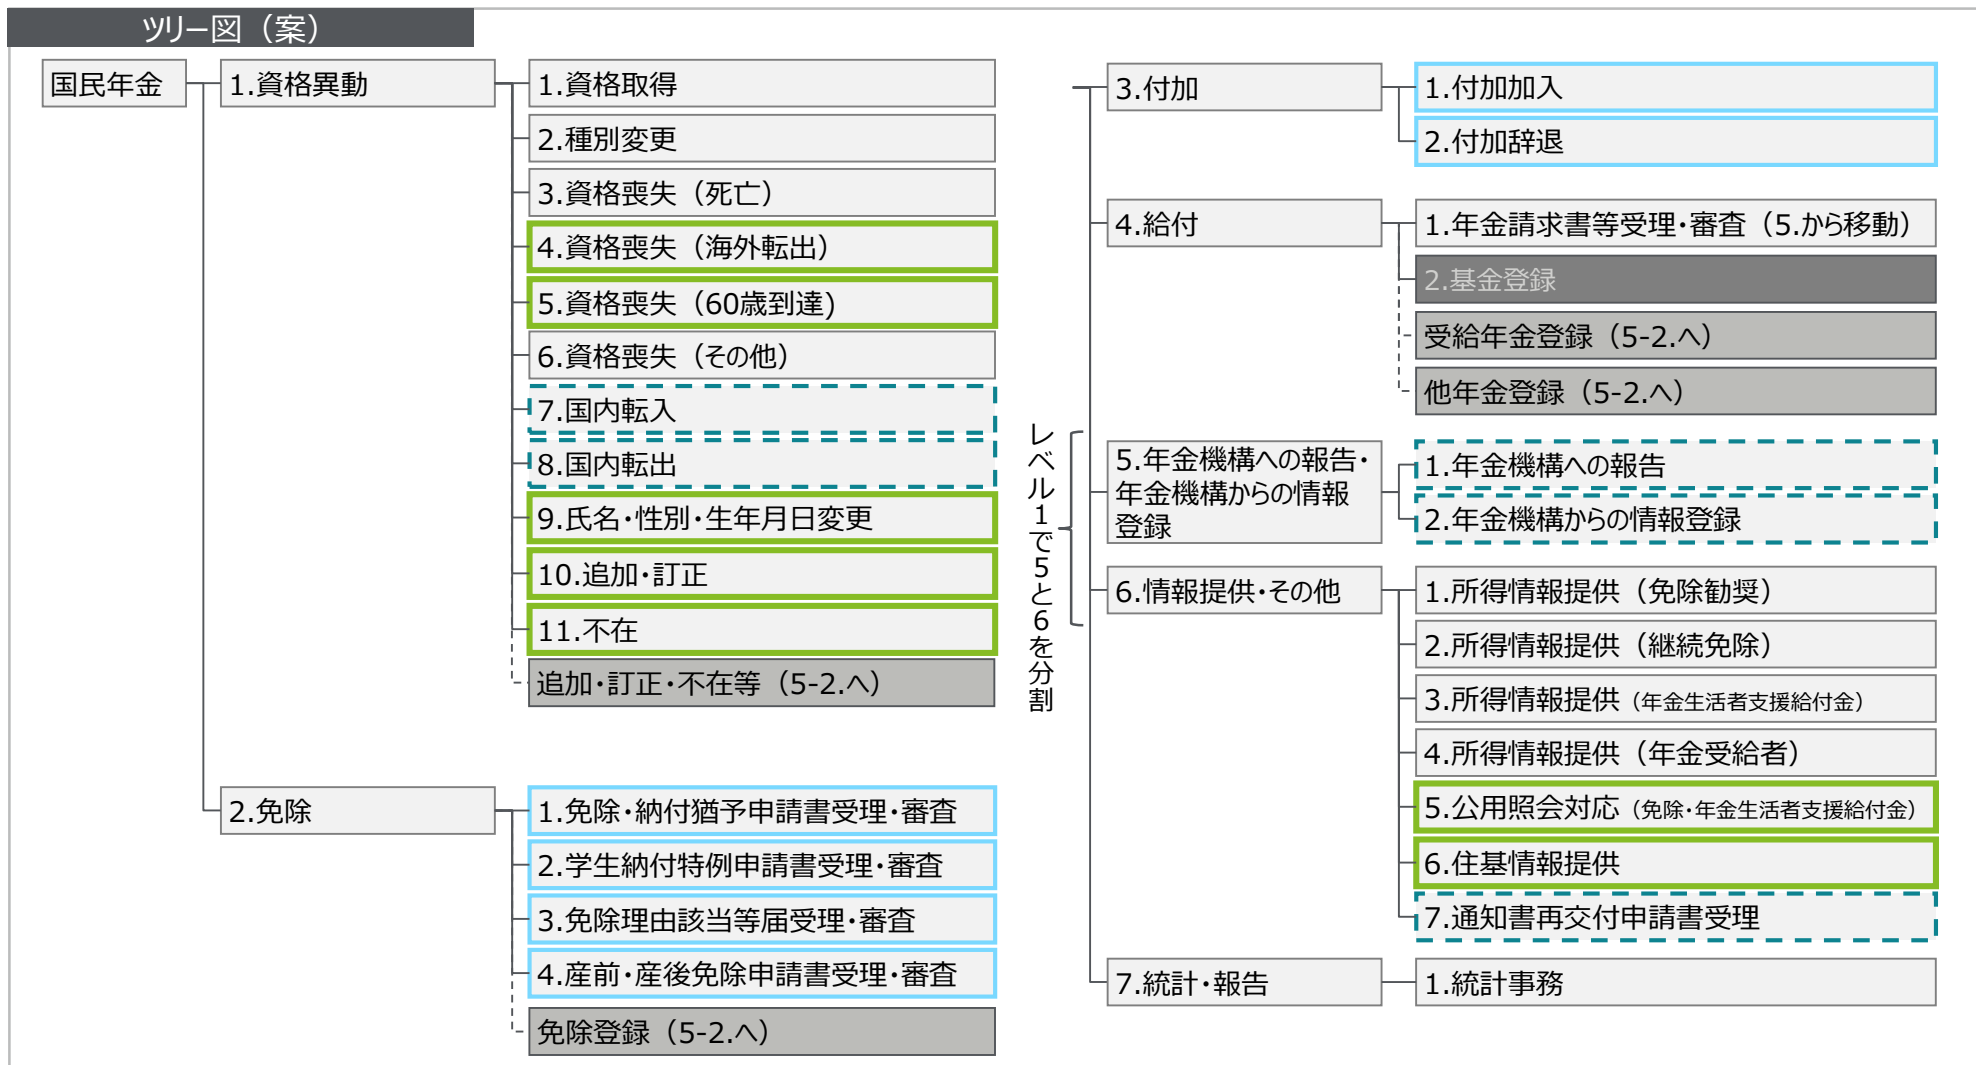 ツリー図（案）
国民年金
1.資格異動
1.資格取得
2.種別変更
3.資格喪失（死亡）
4.資格喪失（海外転出）
5.資格喪失（60歳到達)
6.資格喪失（その他）
7.国内転入
8.国内転出
9.氏名・性別・生年月日変更
10.追加・訂正
11.不在
追加・訂正・不在等（5-2.へ）
2.免除
1.免除・納付猶予申請書受理・審査
2.学生納付特例申請書受理・審査
3.免除理由該当等届受理・審査
4.産前・産後免除申請書受理・審査
免除登録（5-2.へ）
レベル１で５と６を分割
3.付加
1.付加加入
2.付加辞退
4.給付
1.年金請求書等受理・審査（5.から移動）
2.基金登録
受給年金登録（5-2.へ）
他年金登録（5-2.へ）
5.年金機構への報告・
年金機構からの情報
登録
1.年金機構への報告
2.年金機構からの情報登録
6.情報提供・その他
1.所得情報提供（免除勧奨）
2.所得情報提供（継続免除）
3.所得情報提供（年金生活者支援給付金）
4.所得情報提供（年金受給者）
5.公用照会対応（免除・年金生活者支援給付金）
6.住基情報提供
7.通知書再交付申請書受理
7.統計・報告
1.統計事務